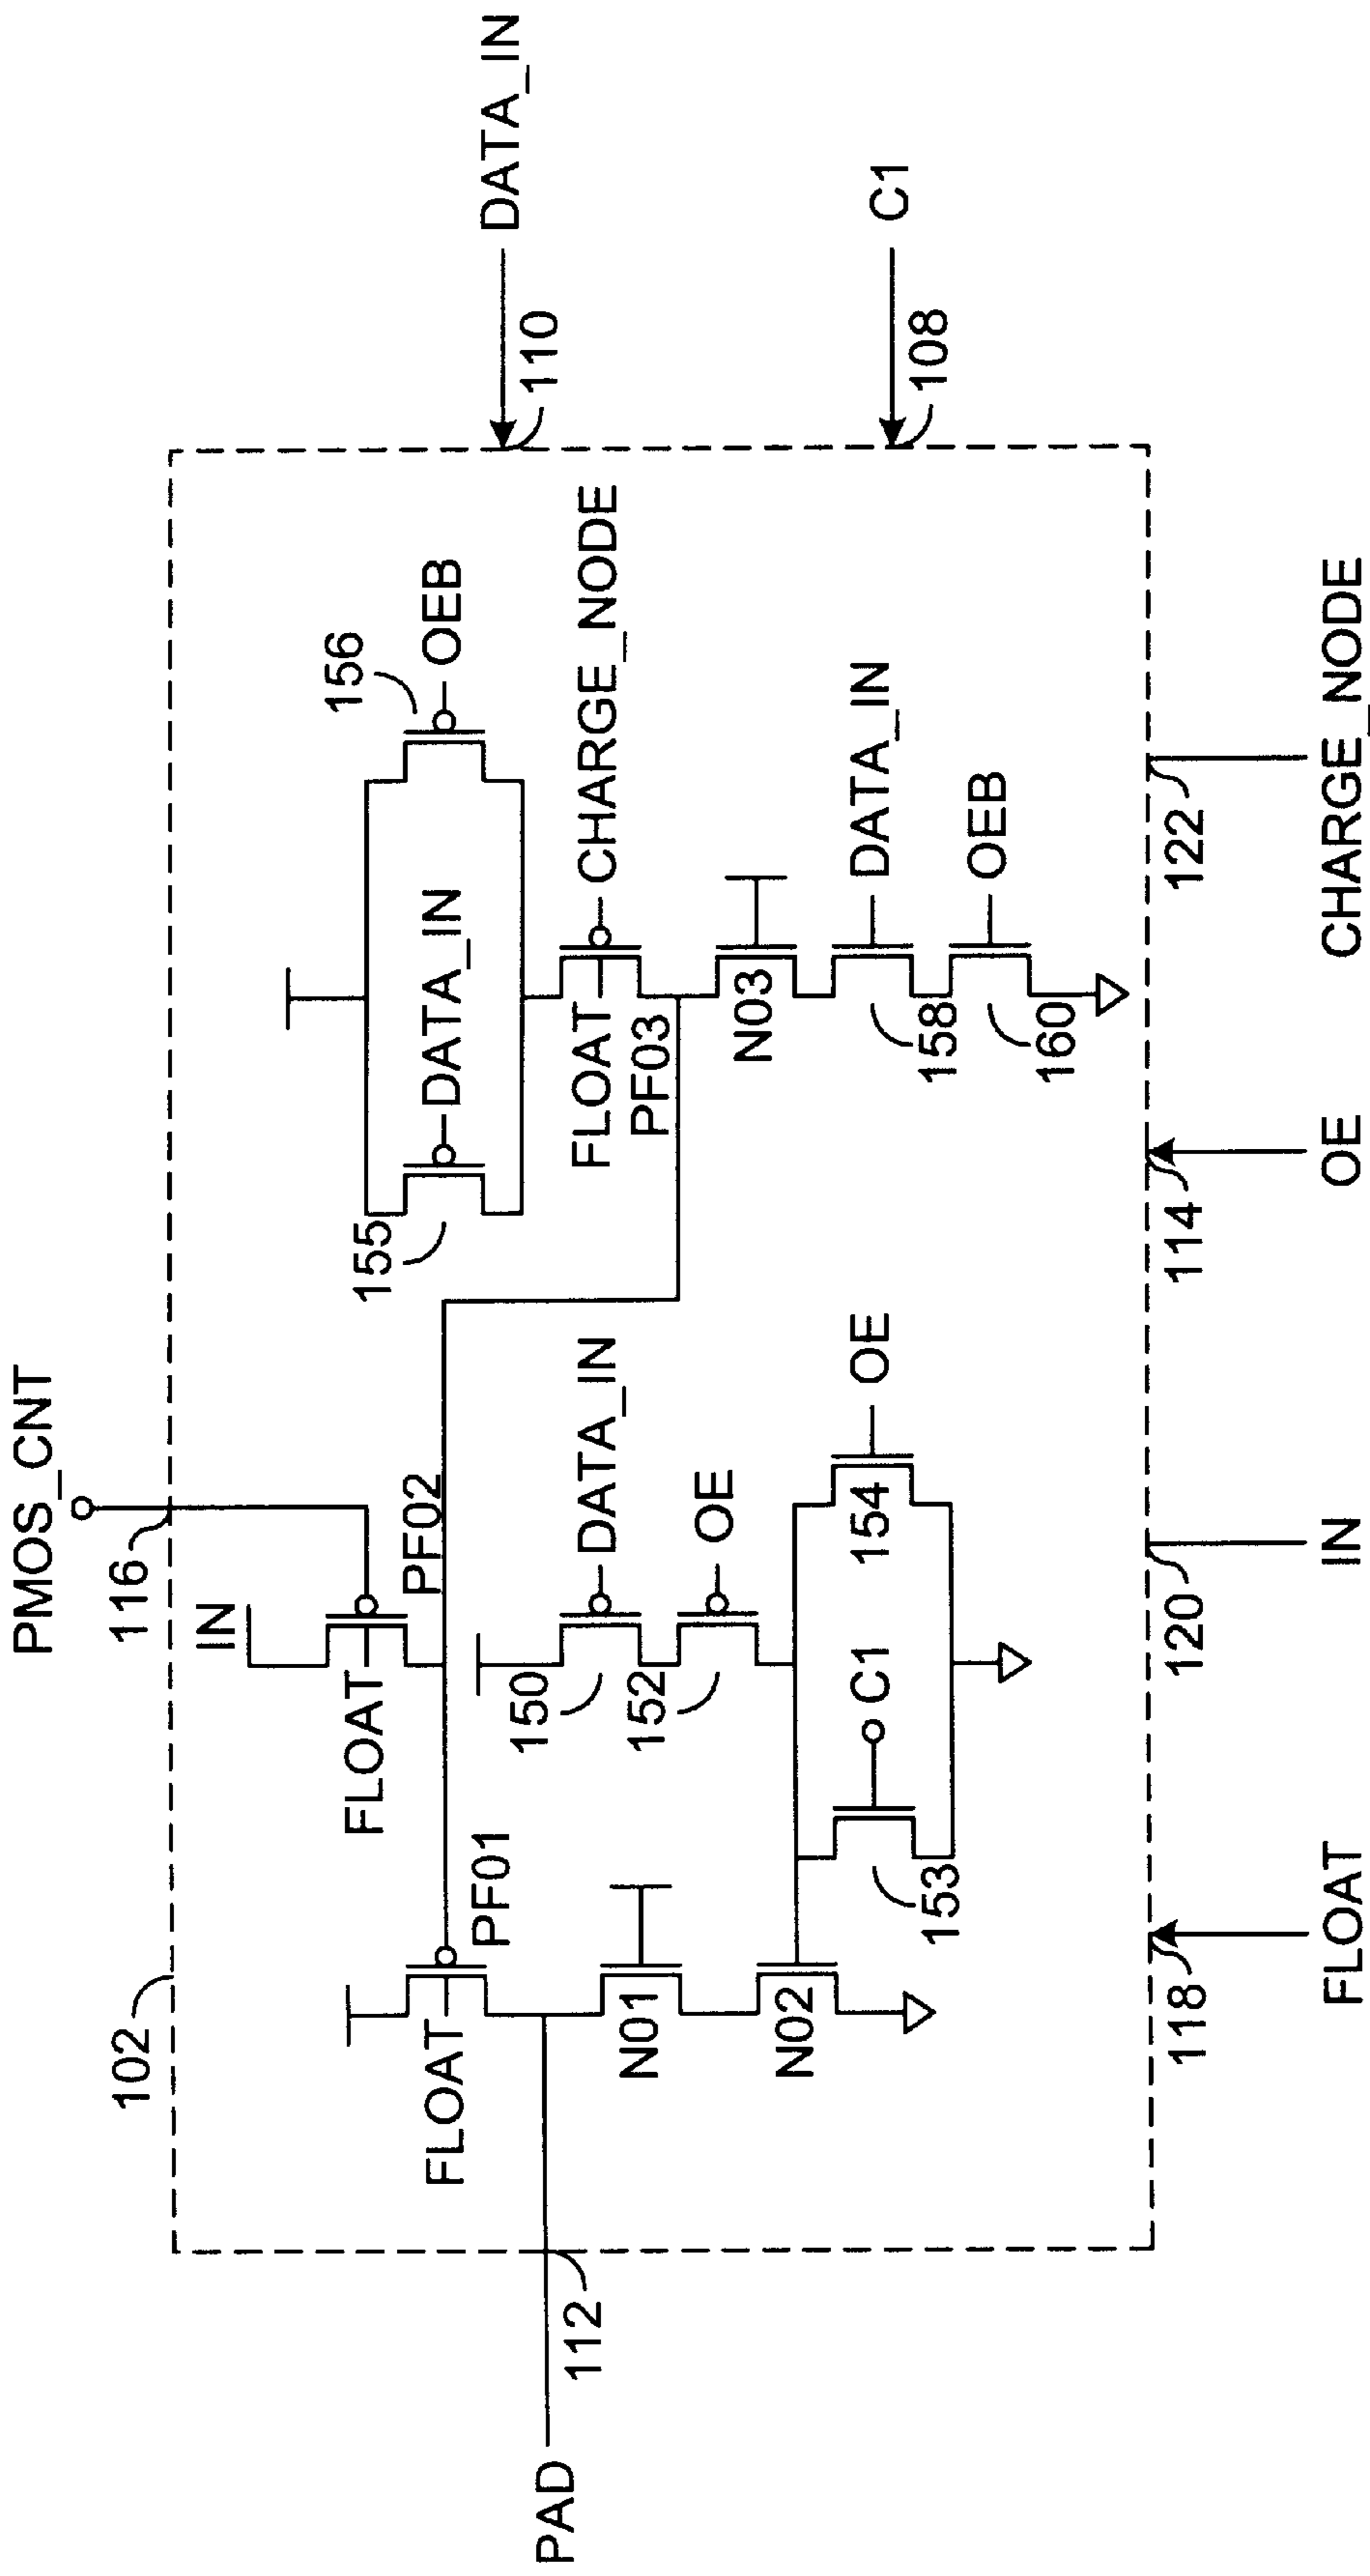 PMOS_CNT
116
102
IN
FLOAT
PF02
PF01
FLOAT
PAD
112
N01
N02
150
DATA_IN
152
OE
C1
153
154
OE
155
DATA_IN
156
OEB
FLOAT
CHARGE_NODE
PF03
N03
158
DATA_IN
160
OEB
DATA_IN
110
C1
108
118
FLOAT
120
IN
114
OE
122
CHARGE_NODE